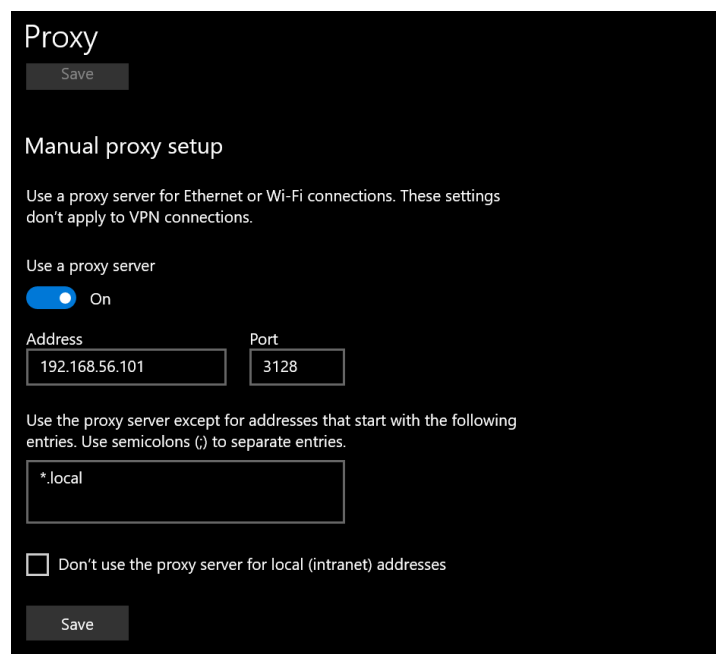 Proxy
Save
Manual proxy setup
Use a proxy server for Ethernet or Wi-Fi connections. These settings
don't apply to VPN connections.
Use a proxy server
On
Address Port
192.168.56.101 3128
Use the proxy server except for addresses that start with the following
entries. Use semicolons (;) to separate entries.
*.local
Don't use the proxy server for local (intranet) addresses
Save